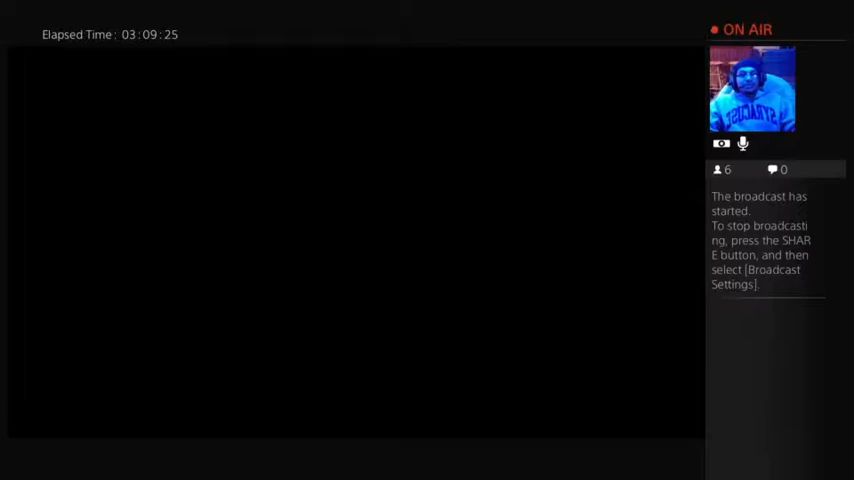 Elapsed Time: 03:09:25
ON AIR
SYRACUSE
6 0
The broadcast has
started.
To stop broadcasti
ng, press the SHAR
E button, and then
select [Broadcast
Settings].